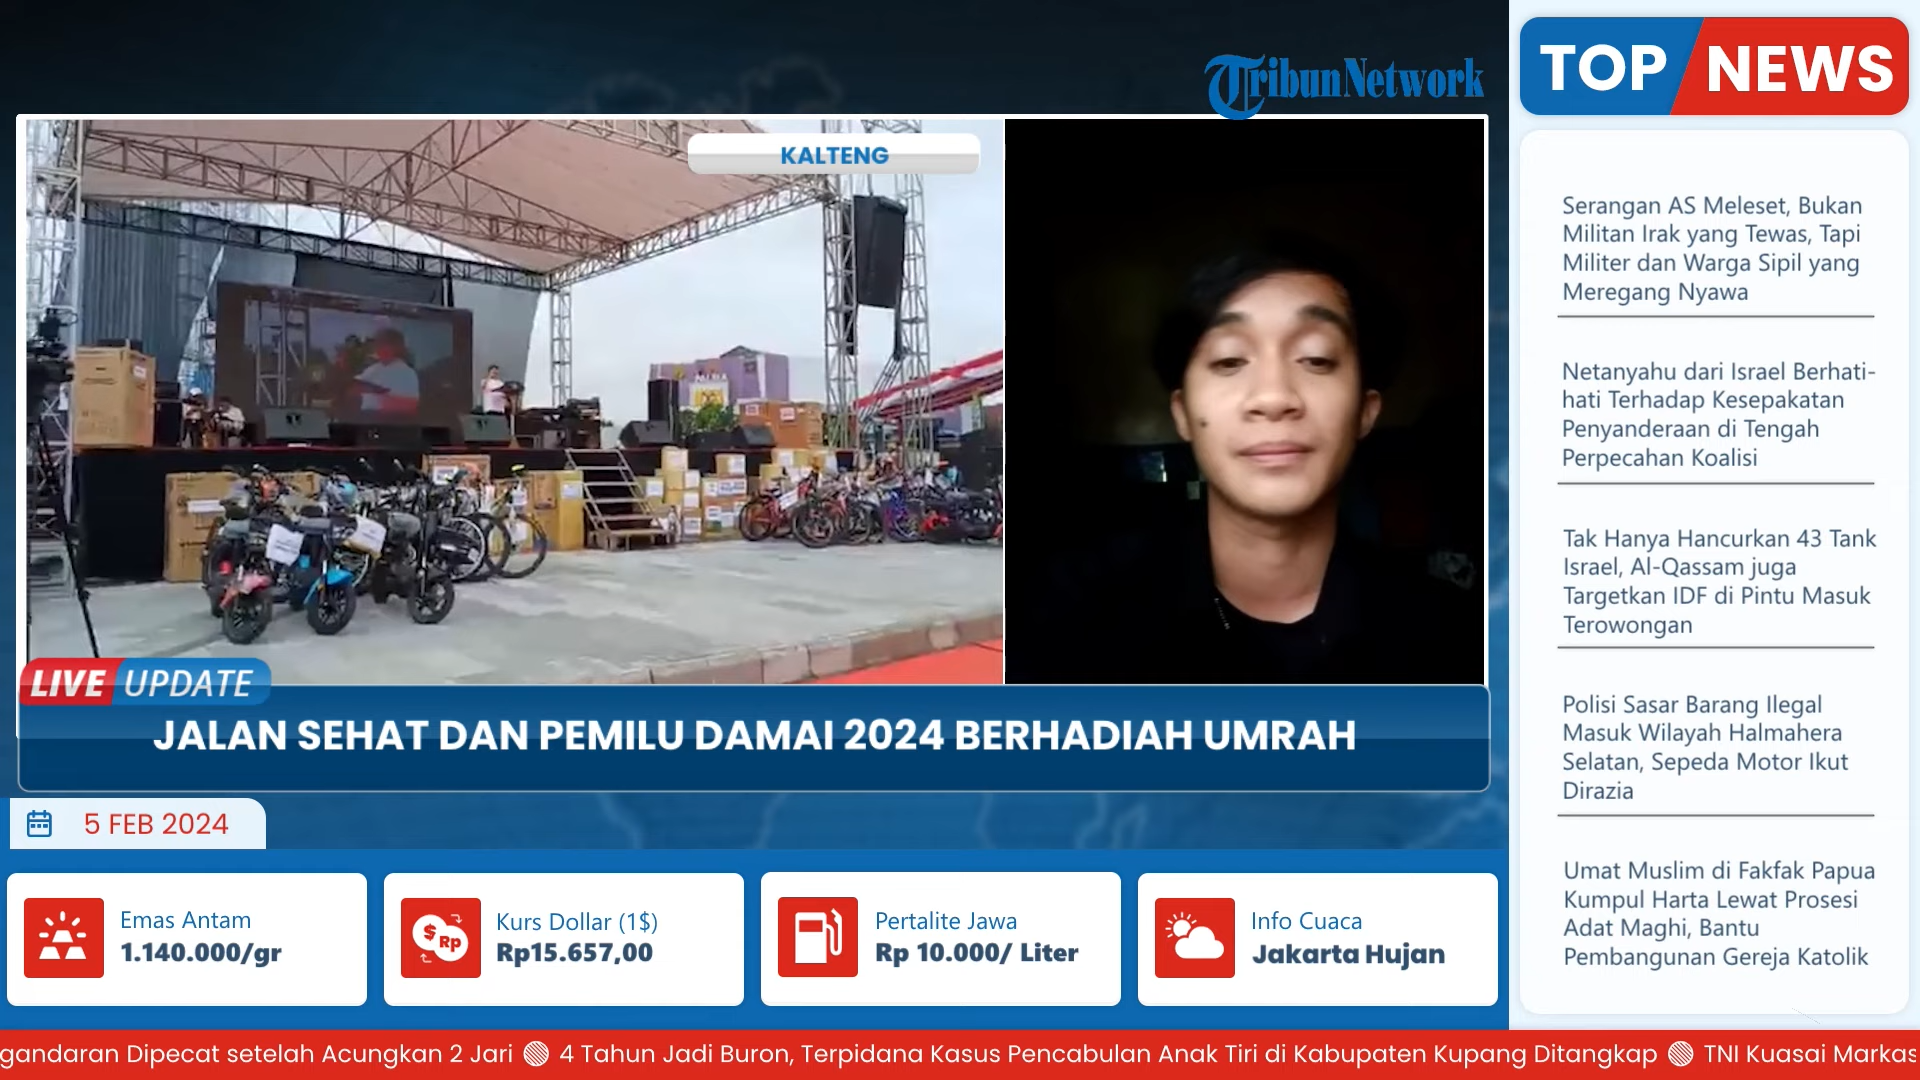 TribunNetwork
KALTENG
LIVE UPDATE
JALAN SEHAT DAN PEMILU DAMAI 2024 BERHADIAH UMRAH
5 FEB 2024
Emas Antam
1.140.000/gr
Kurs Dollar (1$)
Rp15.657,00
Pertalite Jawa
Rp 10.000/ Liter
Info Cuaca
Jakarta Hujan
TOP NEWS
Serangan AS Meleset, Bukan
Militan Irak yang Tewas, Tapi
Militer dan Warga Sipil yang
Meregang Nyawa
Netanyahu dari Israel Berhati-
hati Terhadap Kesepakatan
Penyanderaan di Tengah
Perpecahan Koalisi
Tak Hanya Hancurkan 43 Tank
Israel, Al-Qassam juga
Targetkan IDF di Pintu Masuk
Terowongan
Polisi Sasar Barang Ilegal
Masuk Wilayah Halmahera
Selatan, Sepeda Motor Ikut
Dirazia
Umat Muslim di Fakfak Papua
Kumpul Harta Lewat Prosesi
Adat Maghi, Bantu
Pembangunan Gereja Katolik
gandaran Dipecat setelah Acungkan 2 Jari 4 Tahun Jadi Buron, Terpidana Kasus Pencabulan Anak Tiri di Kabupaten Kupang Ditangkap TNI Kuasai Markas